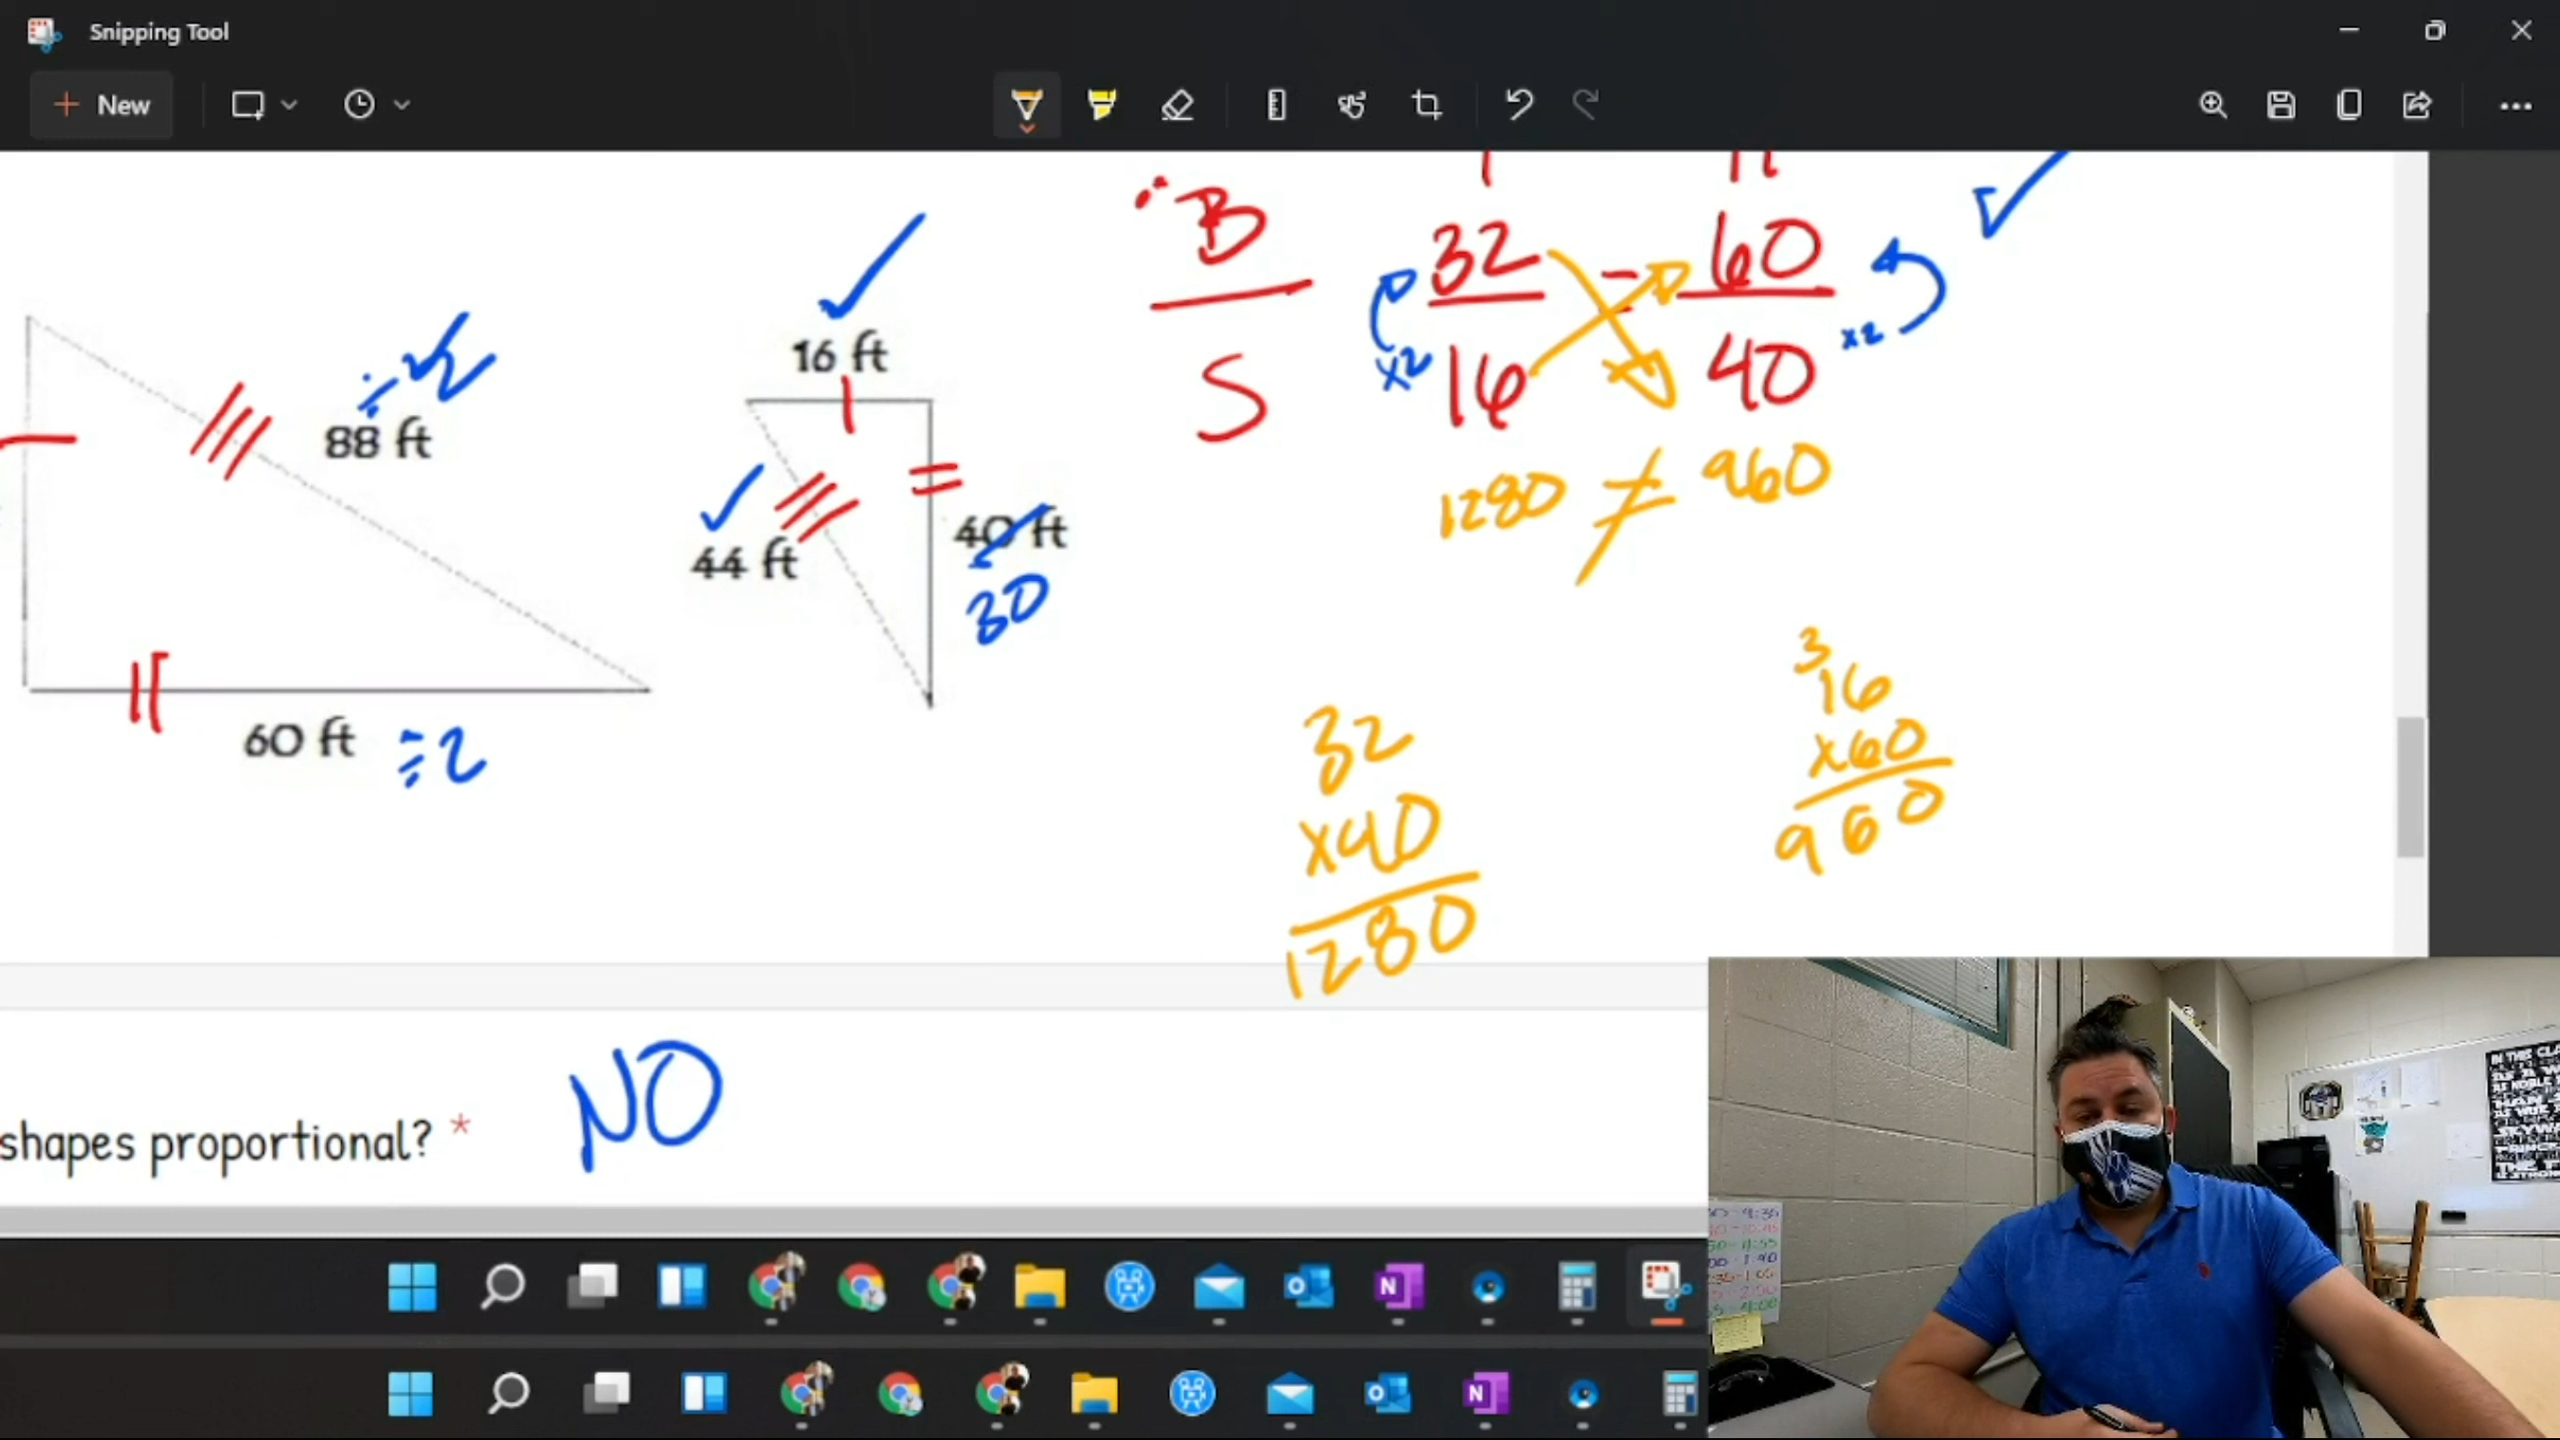 Snipping Tool
New
B
S
32 = 60
16 40
x2
x2
1280 ≠ 960
÷2
88 ft
16 ft
44 ft
40 ft
30
60 ft ÷2
32
x40
1280
3
16
x60
960
NO
shapes proportional? *